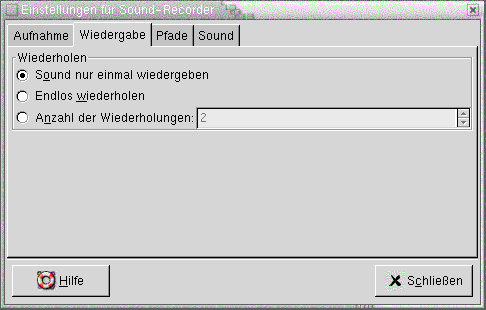 Einstellungen für Sound-Recorder
Aufnahme Wiedergabe Pfade Sound
Wiederholen
Sound nur einmal wiedergeben
Endlos wiederholen
Anzahl der Wiederholungen: 2
Hilfe Schließen